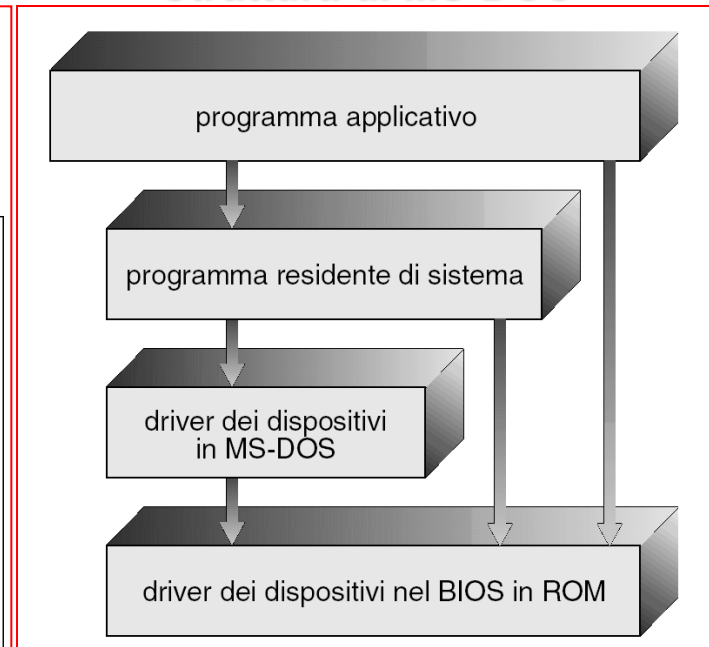 programma applicativo
programma residente di sistema
driver dei dispositivi
in MS-DOS
driver dei dispositivi nel BIOS in ROM